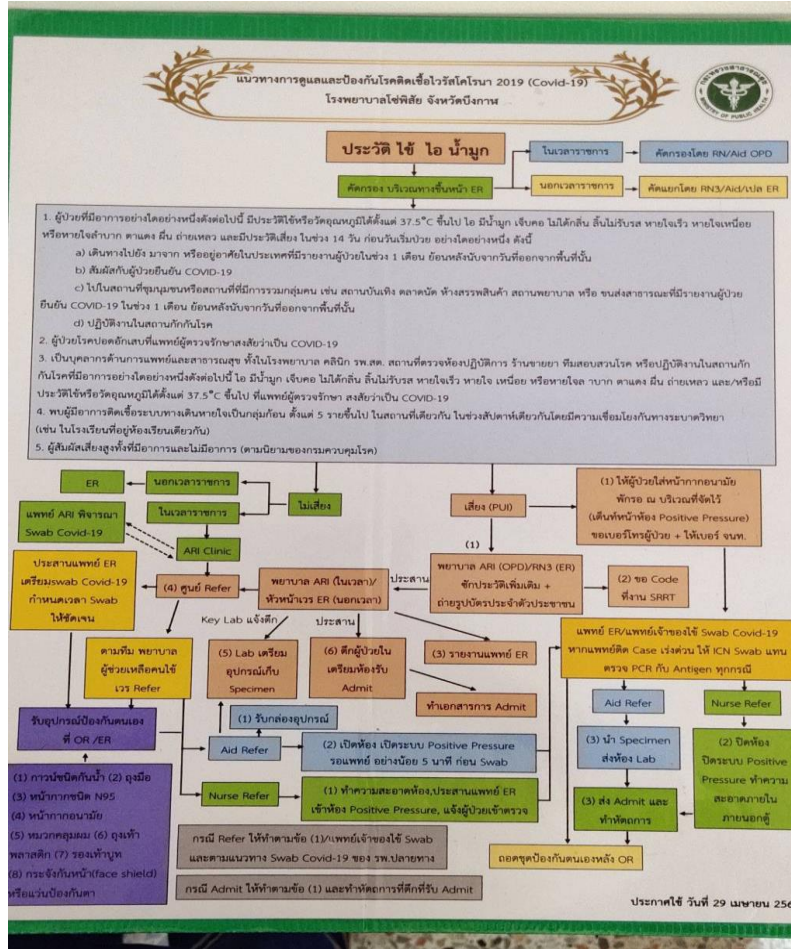 แนวทางการดูแลและป้องกันโรคติดเชื้อไวรัสโคโรนา 2019 (Covid-19)
โรงพยาบาลโซ่พิสัย จังหวัดบึงกาฬ
กระทรวงสาธารณสุข
MINISTRY OF PUBLIC HEALTH
ประวัติ ไข้ ไอ น้ำมูก
ในเวลาราชการ
คัดกรองโดย RN/Aid OPD
คัดกรอง บริเวณทางขึ้นหน้า ER
นอกเวลาราชการ
คัดแยกโดย RN3/Aid/เปล ER
1. ผู้ป่วยที่มีอาการอย่างใดอย่างหนึ่งดังต่อไปนี้ มีประวัติไข้หรือวัดอุณหภูมิได้ตั้งแต่ 37.5°C ขึ้นไป ไอ มีน้ำมูก เจ็บคอ ไม่ได้กลิ่น ลิ้นไม่รับรส หายใจเร็ว หายใจเหนื่อย
หรือหายใจลำบาก ตาแดง ผื่น ถ่ายเหลว และมีประวัติเสี่ยง ในช่วง 14 วัน ก่อนวันเริ่มป่วย อย่างใดอย่างหนึ่ง ดังนี้
a) เดินทางไปยัง มาจาก หรืออยู่อาศัยในประเทศที่มีรายงานผู้ป่วยในช่วง 1 เดือน ย้อนหลังนับจากวันที่ออกจากพื้นที่นั้น
b) สัมผัสกับผู้ป่วยยืนยัน COVID-19
c) ไปในสถานที่ชุมนุมชนหรือสถานที่ที่มีการรวมกลุ่มคน เช่น สถานบันเทิง ตลาดนัด ห้างสรรพสินค้า สถานพยาบาล หรือ ขนส่งสาธารณะที่มีรายงานผู้ป่วย
ยืนยัน COVID-19 ในช่วง 1 เดือน ย้อนหลังนับจากวันที่ออกจากพื้นที่นั้น
d) ปฏิบัติงานในสถานกักกันโรค
2. ผู้ป่วยโรคปอดอักเสบที่แพทย์ผู้ตรวจรักษาสงสัยว่าเป็น COVID-19
3. เป็นบุคลากรด้านการแพทย์และสาธารณสุข ทั้งในโรงพยาบาล คลินิก รพ.สต. สถานที่ตรวจห้องปฏิบัติการ ร้านขายยา ทีมสอบสวนโรค หรือปฏิบัติงานในสถานกัก
กันโรคที่มีอาการอย่างใดอย่างหนึ่งดังต่อไปนี้ ไอ มีน้ำมูก เจ็บคอ ไม่ได้กลิ่น ลิ้นไม่รับรส หายใจเร็ว หายใจ เหนื่อย หรือหายใจล าบาก ตาแดง ผื่น ถ่ายเหลว และ/หรือมี
ประวัติไข้หรือวัดอุณหภูมิได้ตั้งแต่ 37.5°C ขึ้นไป ที่แพทย์ผู้ตรวจรักษา สงสัยว่าเป็น COVID-19
4. พบผู้มีอาการติดเชื้อระบบทางเดินหายใจเป็นกลุ่มก้อน ตั้งแต่ 5 รายขึ้นไป ในสถานที่เดียวกัน ในช่วงสัปดาห์เดียวกันโดยมีความเชื่อมโยงกันทางระบาดวิทยา
(เช่น ในโรงเรียนที่อยู่ห้องเรียนเดียวกัน)
5. ผู้สัมผัสเสี่ยงสูงทั้งที่มีอาการและไม่มีอาการ (ตามนิยามของกรมควบคุมโรค)
ER
นอกเวลาราชการ
ไม่เสี่ยง
ในเวลาราชการ
แพทย์ ARI พิจารณา
Swab Covid-19
ARI Clinic
เสี่ยง (PUI)
(1)
(1) ให้ผู้ป่วยใส่หน้ากากอนามัย
พักรอ ณ บริเวณที่จัดไว้
(เต็นท์หน้าห้อง Positive Pressure)
ขอเบอร์โทรผู้ป่วย + ให้เบอร์ จนท.
ประสานแพทย์ ER
เตรียมswab Covid-19
กำหนดเวลา Swab
ให้ชัดเจน
(4) ศูนย์ Refer
พยาบาล ARI (ในเวลา)/
หัวหน้าเวร ER (นอกเวลา)
ประสาน
พยาบาล ARI (OPD)/RN3 (ER)
ซักประวัติเพิ่มเติม +
ถ่ายรูปบัตรประจำตัวประชาชน
(2) ขอ Code
ที่งาน SRRT
Key Lab แจ้งตึก
ประสาน
ตามทีม พยาบาล
ผู้ช่วยเหลือคนไข้
เวร Refer
(5) Lab เตรียม
อุปกรณ์เก็บ
Specimen
(6) ตึกผู้ป่วยใน
เตรียมห้องรับ
Admit
(3) รายงานแพทย์ ER
ทำเอกสารการ Admit
แพทย์ ER/แพทย์เจ้าของไข้ Swab Covid-19
หากแพทย์ติด Case เร่งด่วน ให้ ICN Swab แทน
ตรวจ PCR กับ Antigen ทุกกรณี
รับอุปกรณ์ป้องกันตนเอง
ที่ OR /ER
(1) รับกล่องอุปกรณ์
Aid Refer
(2) เปิดห้อง เปิดระบบ Positive Pressure
รอแพทย์ อย่างน้อย 5 นาที ก่อน Swab
Aid Refer
Nurse Refer
(3) นำ Specimen
ส่งห้อง Lab
(2) ปิดห้อง
ปิดระบบ Positive
Pressure ทำความ
สะอาดภายใน
ภายนอกตู้
(1) กาวน์ชนิดกันน้ำ (2) ถุงมือ
(3) หน้ากากชนิด N95
(4) หน้ากากอนามัย
(5) หมวกคลุมผม (6) ถุงเท้า
พลาสติก (7) รองเท้าบูท
(8) กระจังกันหน้า(face shield)
หรือแว่นป้องกันตา
Nurse Refer
(1) ทำความสะอาดห้อง,ประสานแพทย์ ER
เข้าห้อง Positive Pressure, แจ้งผู้ป่วยเข้าตรวจ
(3) ส่ง Admit และ
ทำหัตถการ
กรณี Refer ให้ทำตามข้อ (1)/แพทย์เจ้าของไข้ Swab
และตามแนวทาง Swab Covid-19 ของ รพ.ปลายทาง
ถอดชุดป้องกันตนเองหลัง OR
กรณี Admit ให้ทำตามข้อ (1) และทำหัตถการที่ตึกที่รับ Admit
ประกาศใช้ วันที่ 29 เมษายน 256